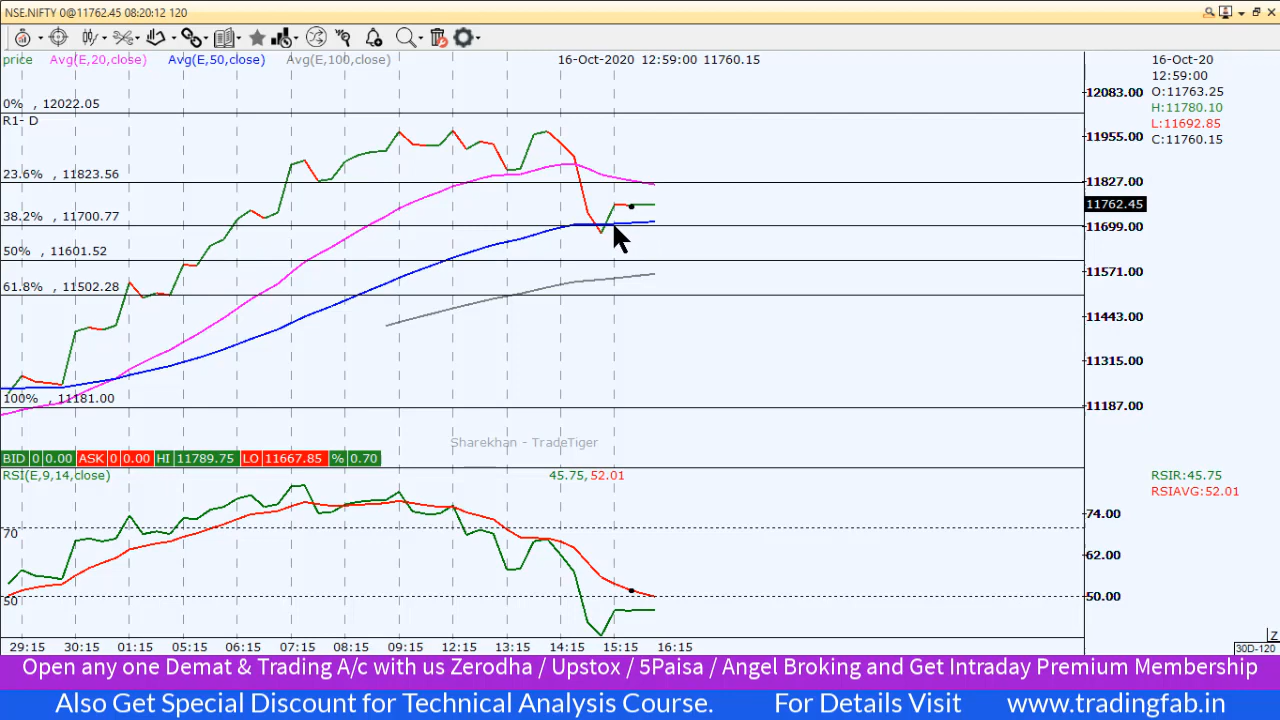 NSE.NIFTY 0@11762.45 08:20:12 120
price Avg(E,20,close) Avg(E,50,close) Avg(E,100,close) 16-Oct-2020 12:59:00 11760.15
16-Oct-20
12:59:00
O:11763.25
H:11780.10
L:11692.85
C:11760.15
0% , 12022.05
R1- D
23.6% , 11823.56
38.2% , 11700.77
50% , 11601.52
61.8% , 11502.28
100% , 11181.00
12083.00
11955.00
11827.00
11762.45
11699.00
11571.00
11443.00
11315.00
11187.00
Sharekhan - TradeTiger
BID 0 0.00 ASK 0 0.00 HI 11789.75 LO 11667.85 % 0.70
RSI(E,9,14,close) 45.75, 52.01
RSIR:45.75
RSIAVG:52.01
70
50
74.00
62.00
50.00
29:15 30:15 01:15 05:15 06:15 07:15 08:15 09:15 12:15 13:15 14:15 15:15 16:15
Z
30D-120
Open any one Demat & Trading A/c with us Zerodha / Upstox / 5Paisa / Angel Broking and Get Intraday Premium Membership
Also Get Special Discount for Technical Analysis Course. For Details Visit www.tradingfab.in